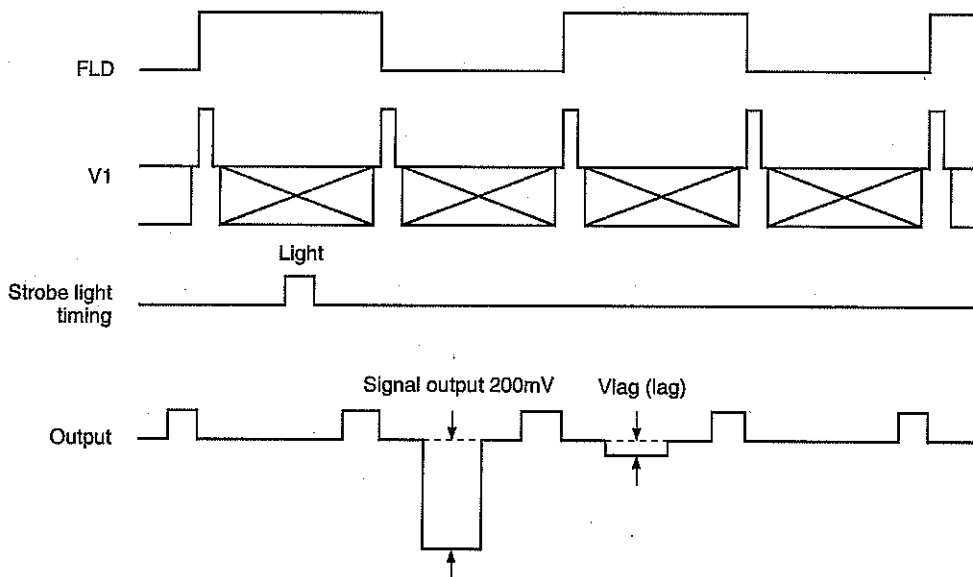 FLD
V1
Light
Strobe light
timing
Signal output 200mV
Vlag (lag)
Output